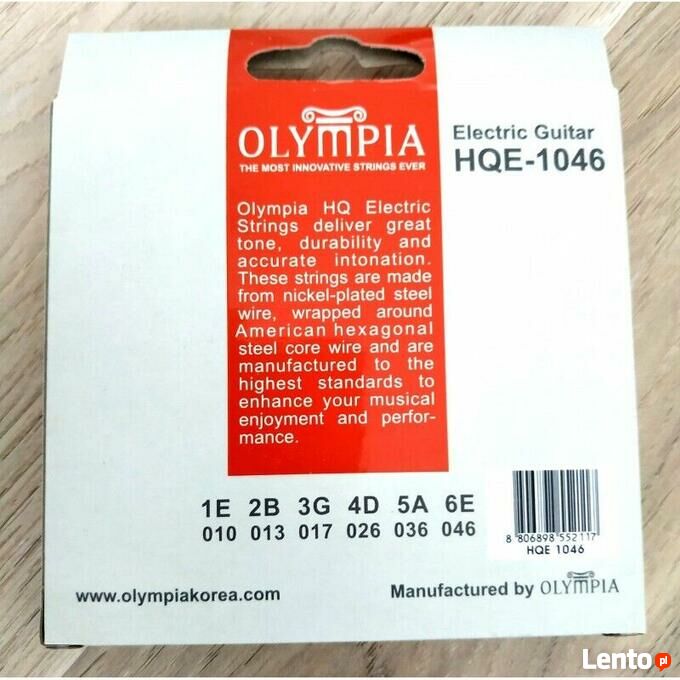 OLYMPIA
THE MOST INNOVATIVE STRINGS EVER
Electric Guitar
HQE-1046
Olympia HQ Electric
Strings deliver great
tone, durability and
accurate intonation.
These strings are made
from nickel-plated steel
wire, wrapped around
American hexagonal
steel core wire and are
manufactured to the
highest standards to
enhance your musical
enjoyment and perfor-
mance.
1E 2B 3G 4D 5A 6E
010 013 017 026 036 046
8 806898 552117
HQE 1046
www.olympiakorea.com
Manufactured by OLYMPIA
Lento pl